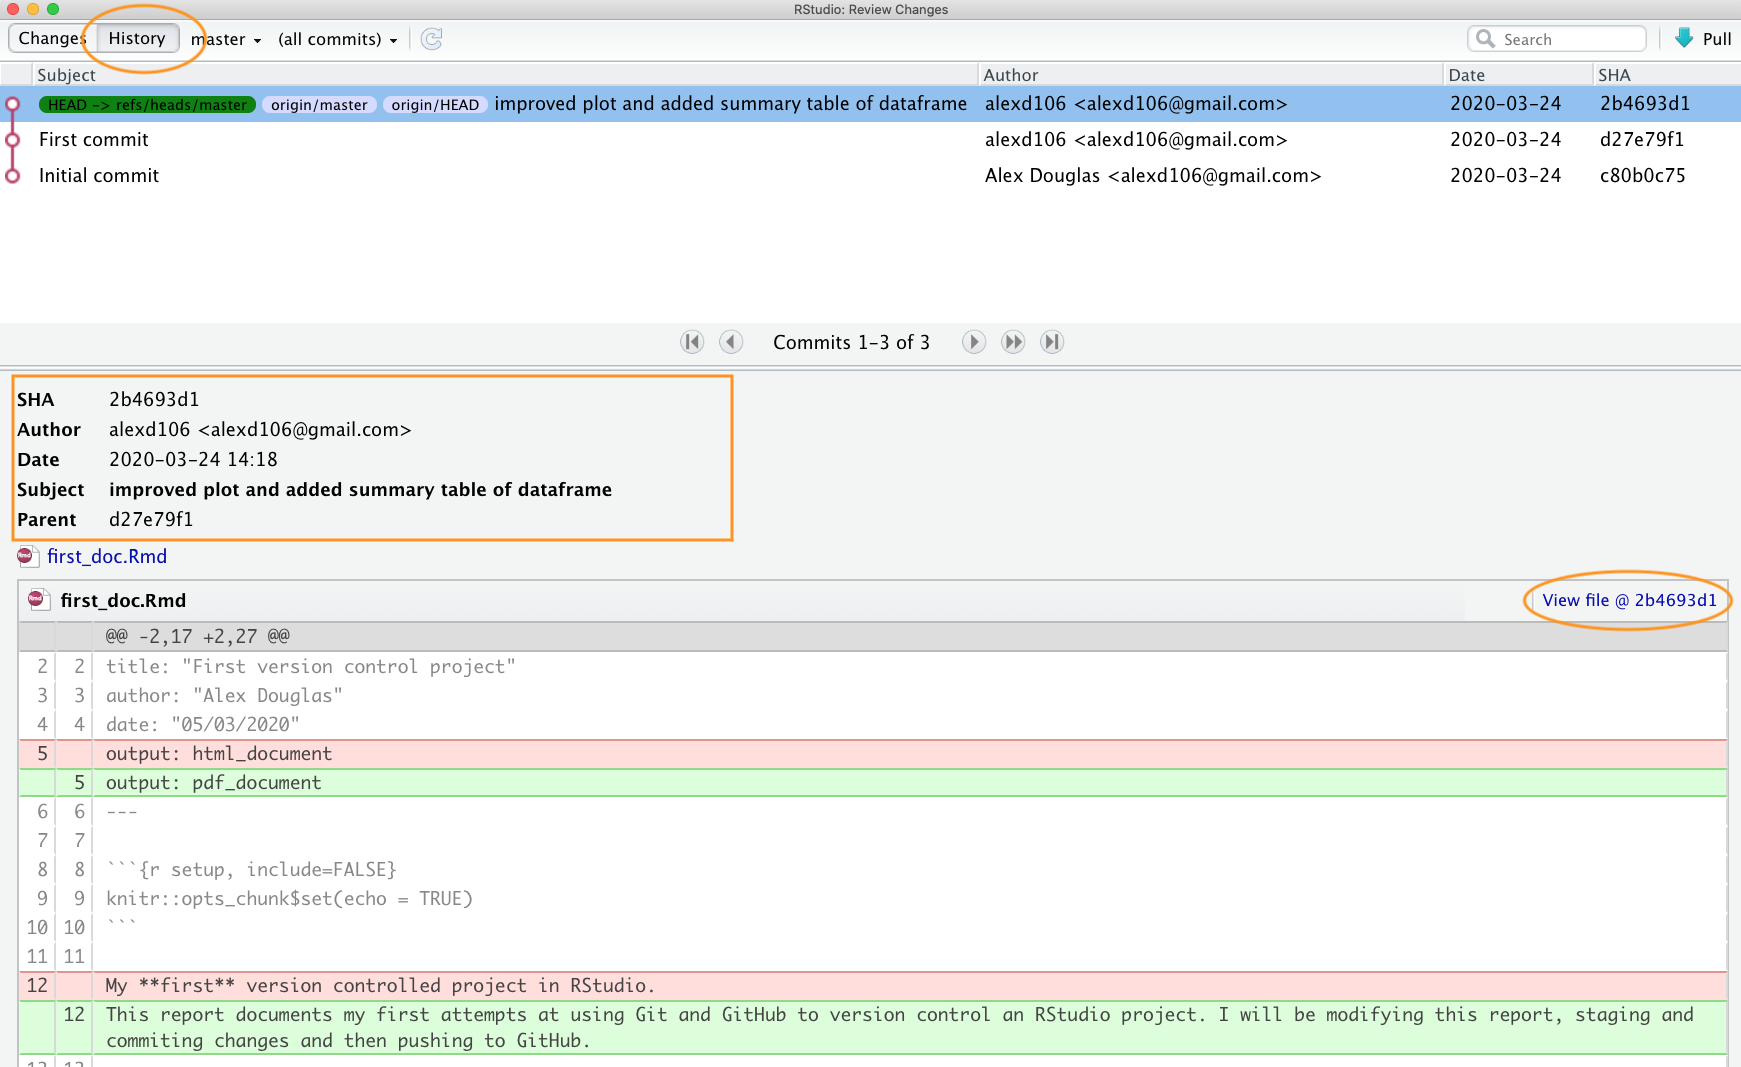 RStudio: Review Changes
Changes History master (all commits) Search Pull
Subject Author Date SHA
HEAD -> refs/heads/master origin/master origin/HEAD improved plot and added summary table of dataframe alexd106 <alexd106@gmail.com> 2020-03-24 2b4693d1
First commit alexd106 <alexd106@gmail.com> 2020-03-24 d27e79f1
Initial commit Alex Douglas <alexd106@gmail.com> 2020-03-24 c80b0c75
Commits 1-3 of 3
SHA 2b4693d1
Author alexd106 <alexd106@gmail.com>
Date 2020-03-24 14:18
Subject improved plot and added summary table of dataframe
Parent d27e79f1
Rmd first_doc.Rmd
Rmd first_doc.Rmd View file @ 2b4693d1
@@ -2,17 +2,27 @@
2 2 title: "First version control project"
3 3 author: "Alex Douglas"
4 4 date: "05/03/2020"
5 output: html_document
5 output: pdf_document
6 6 ---
7 7
8 8 ```{r setup, include=FALSE}
9 9 knitr::opts_chunk$set(echo = TRUE)
10 10 ```
11 11
12 My **first** version controlled project in RStudio.
12 This report documents my first attempts at using Git and GitHub to version control an RStudio project. I will be modifying this report, staging and
commiting changes and then pushing to GitHub.
13 13